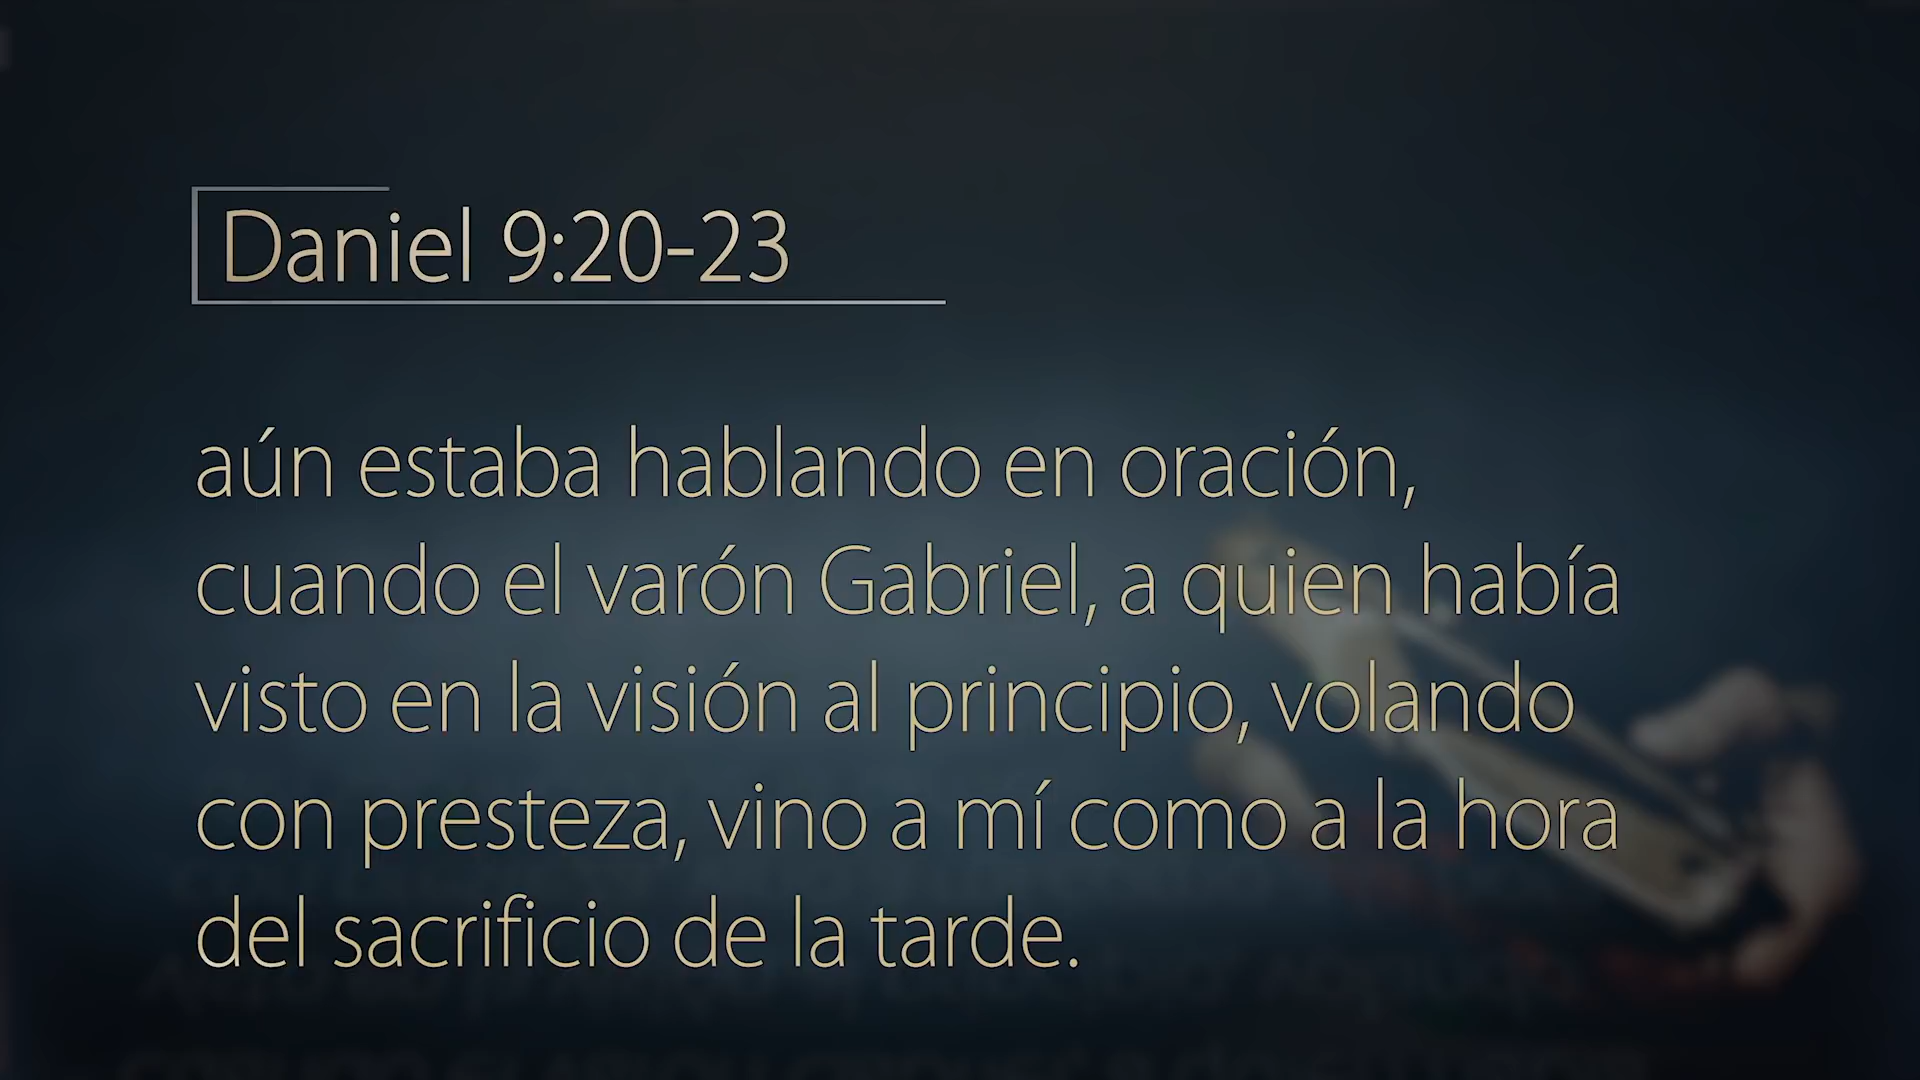 Daniel 9:20-23
aún estaba hablando en oración,
cuando el varón Gabriel, a quien había
visto en la visión al principio, volando
con presteza, vino a mí como a la hora
del sacrificio de la tarde.